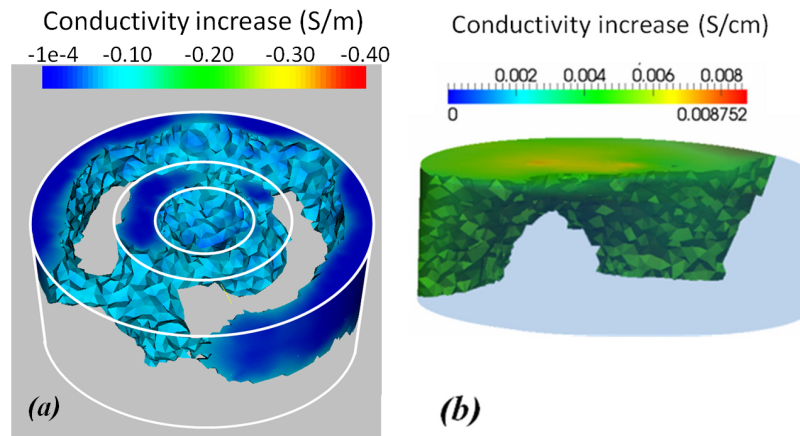 Conductivity increase (S/m)
-1e-4 -0.10 -0.20 -0.30 -0.40
(a)
Conductivity increase (S/cm)
0.002 0.004 0.006 0.008
0 0.008752
(b)